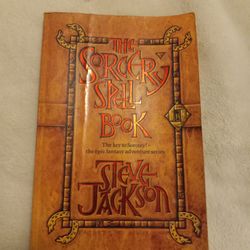 THE
SORCERY
SPELL
BOOK
The key to Sorcery! –
the epic fantasy adventure series
STEVE
JACKSON